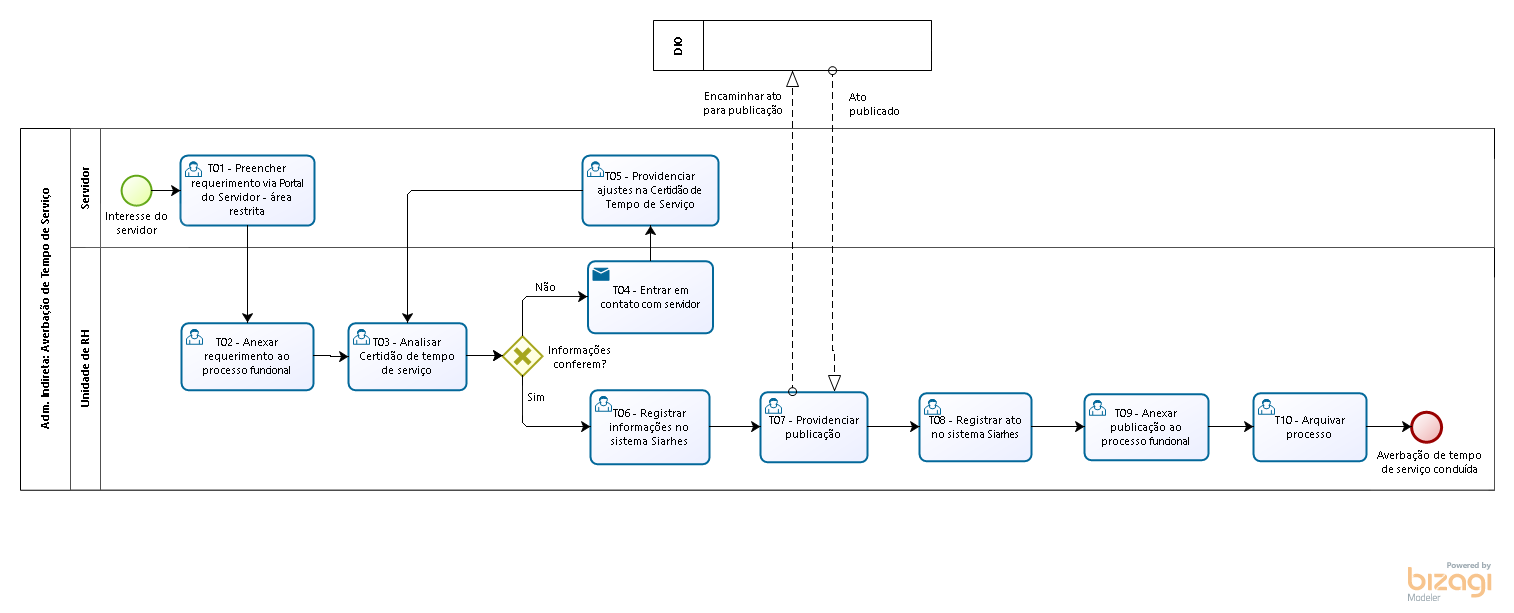 DIO
Encaminhar ato
para publicação
Ato
publicado
Adm. Indireta: Averbação de Tempo de Serviço
Servidor
Interesse do
servidor
T01 - Preencher
requerimento via Portal
do Servidor - área
restrita
T05 - Providenciar
ajustes na Certidão de
Tempo de Serviço
Unidade de RH
T02 - Anexar
requerimento ao
processo funcional
T03 - Analisar
Certidão de tempo
de serviço
Informações
conferem?
Não
T04 - Entrar em
contato com servidor
Sim
T06 - Registrar
informações no
sistema Siarhes
T07 - Providenciar
publicação
T08 - Registrar ato
no sistema Siarhes
T09 - Anexar
publicação ao
processo funcional
T10 - Arquivar
processo
Averbação de tempo
de serviço concluída
Powered by
bizagi
Modeler